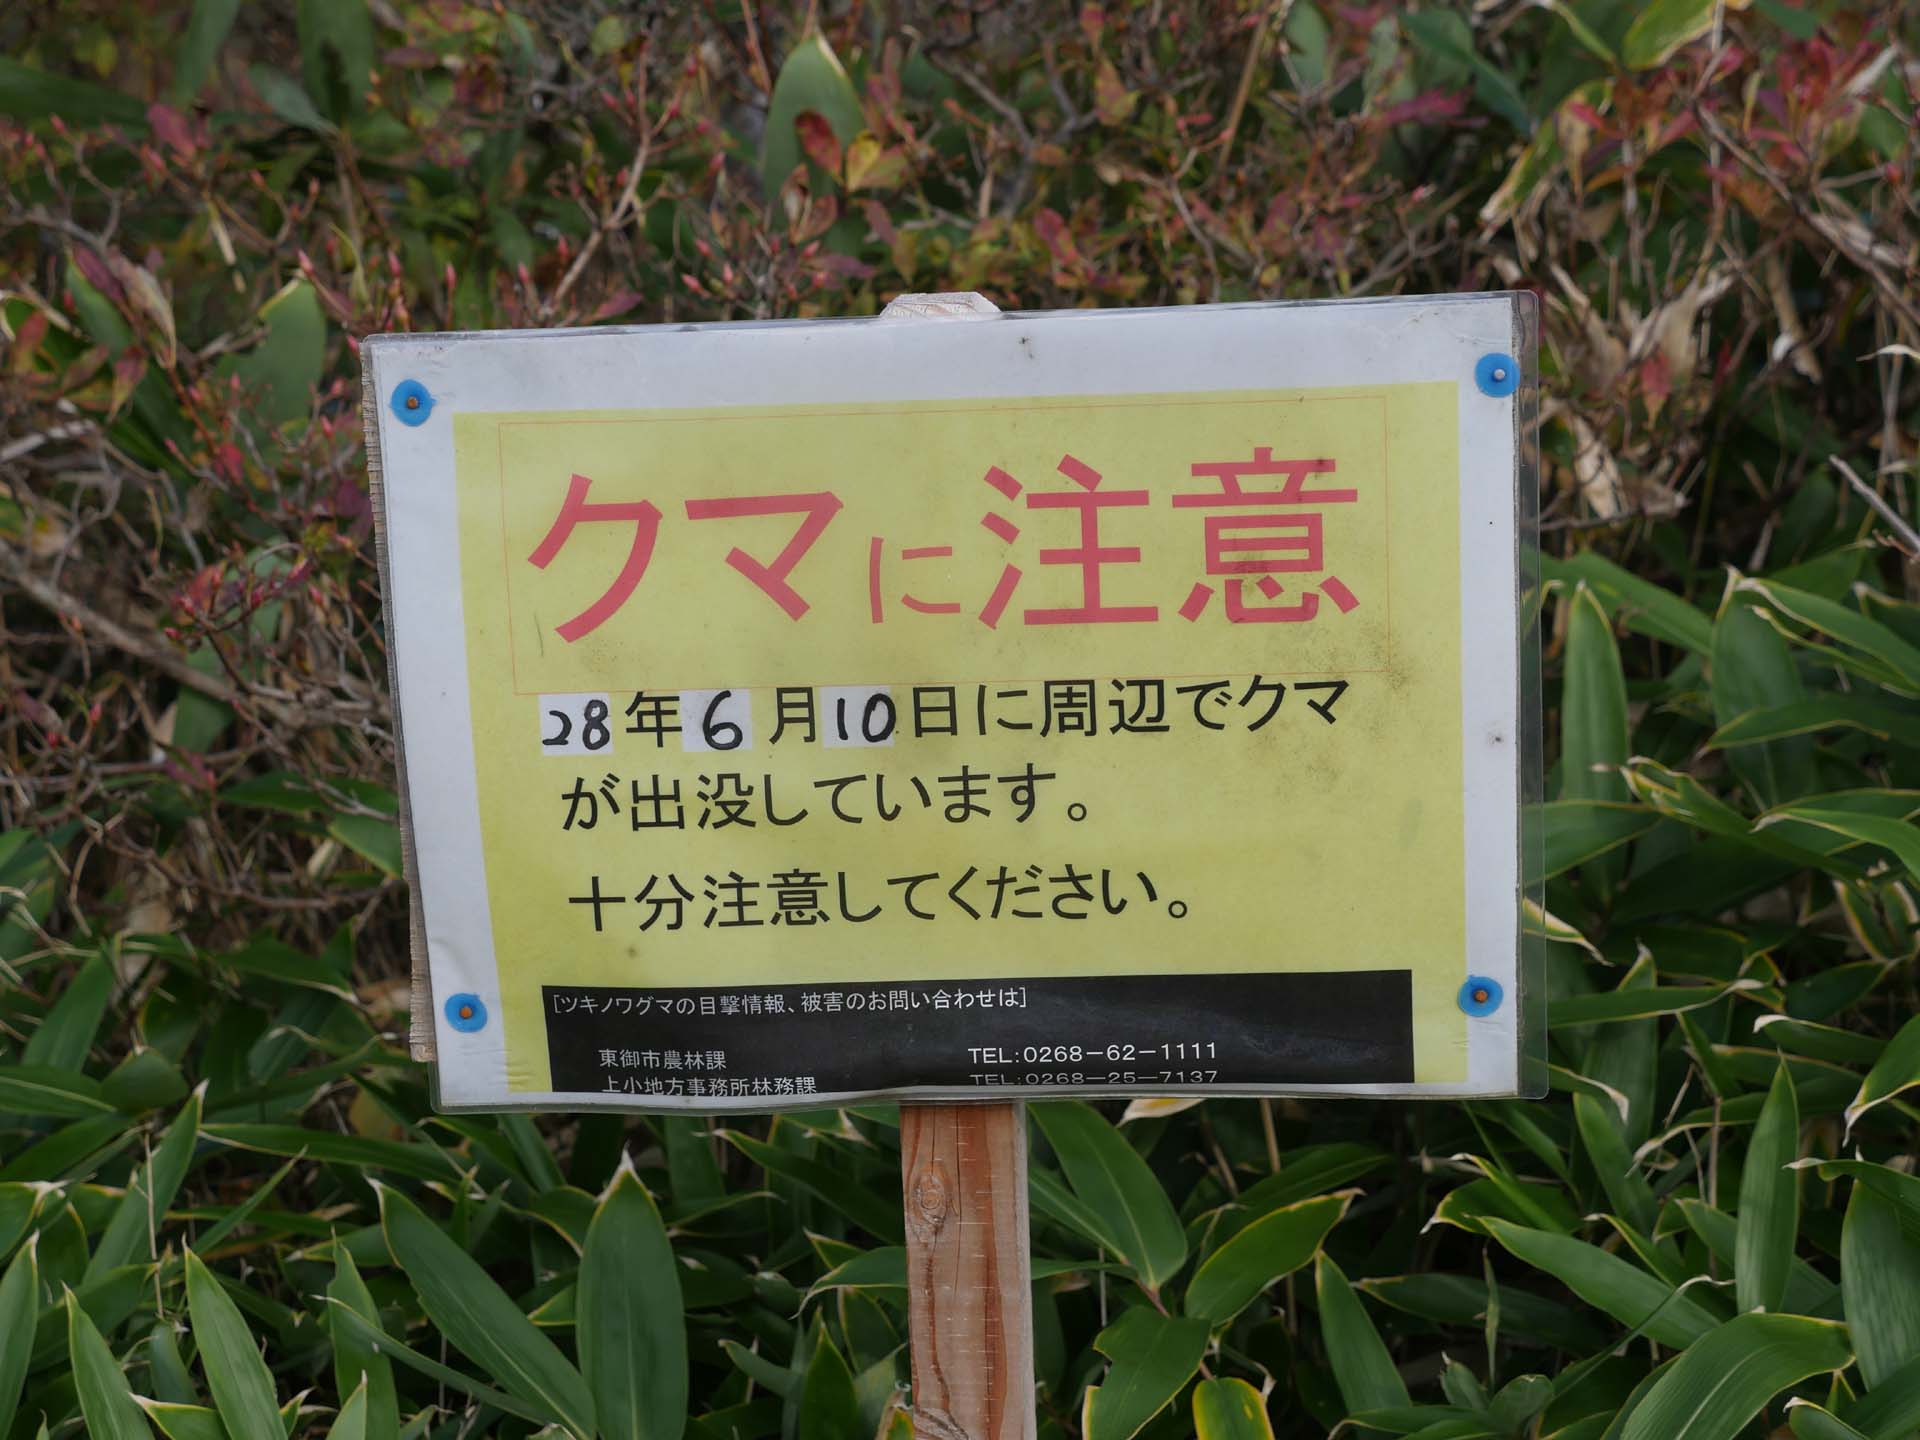 クマに注意
28年6月10日に周辺でクマ
が出没しています。
十分注意してください。
[ツキノワグマの目撃情報、被害のお問い合わせは]
東御市農林課 TEL:0268-62-1111
上小地方事務所林務課 TEL:0268-25-7137